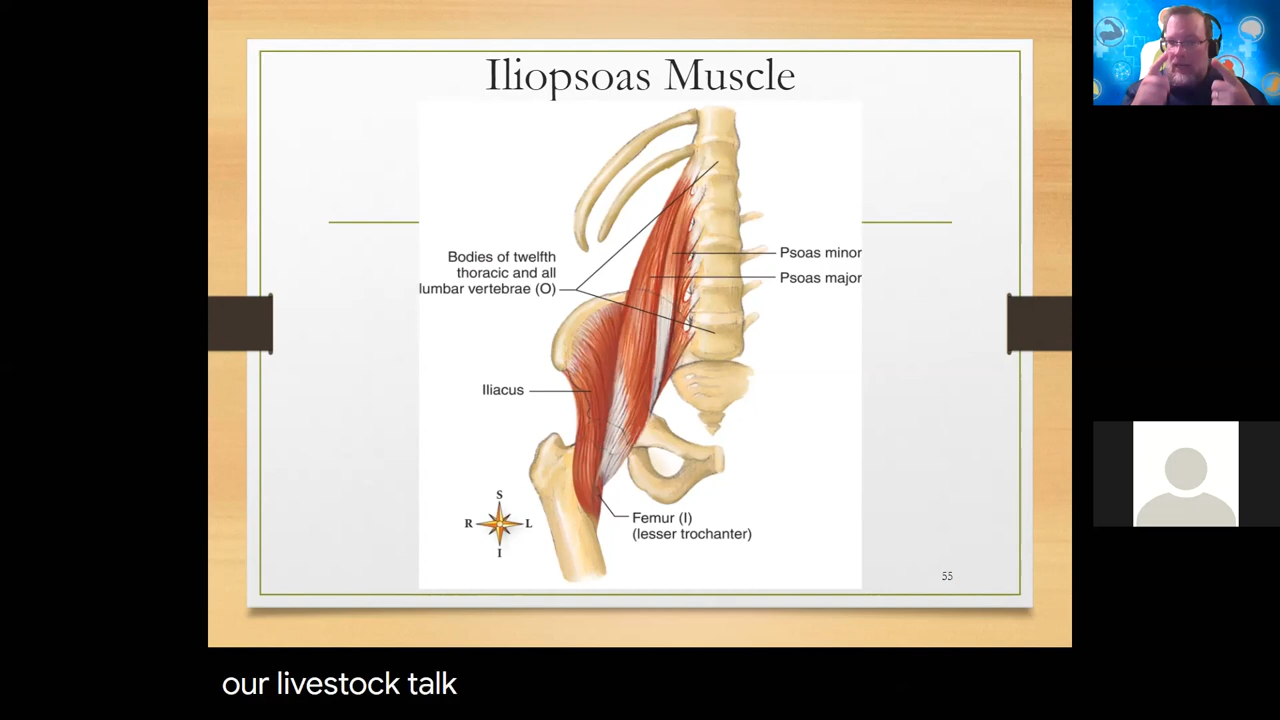 Iliopsoas Muscle
Bodies of twelfth
thoracic and all
lumbar vertebrae (O)
Psoas minor
Psoas major
Iliacus
S
R
L
I
Femur (I)
(lesser trochanter)
55
our livestock talk